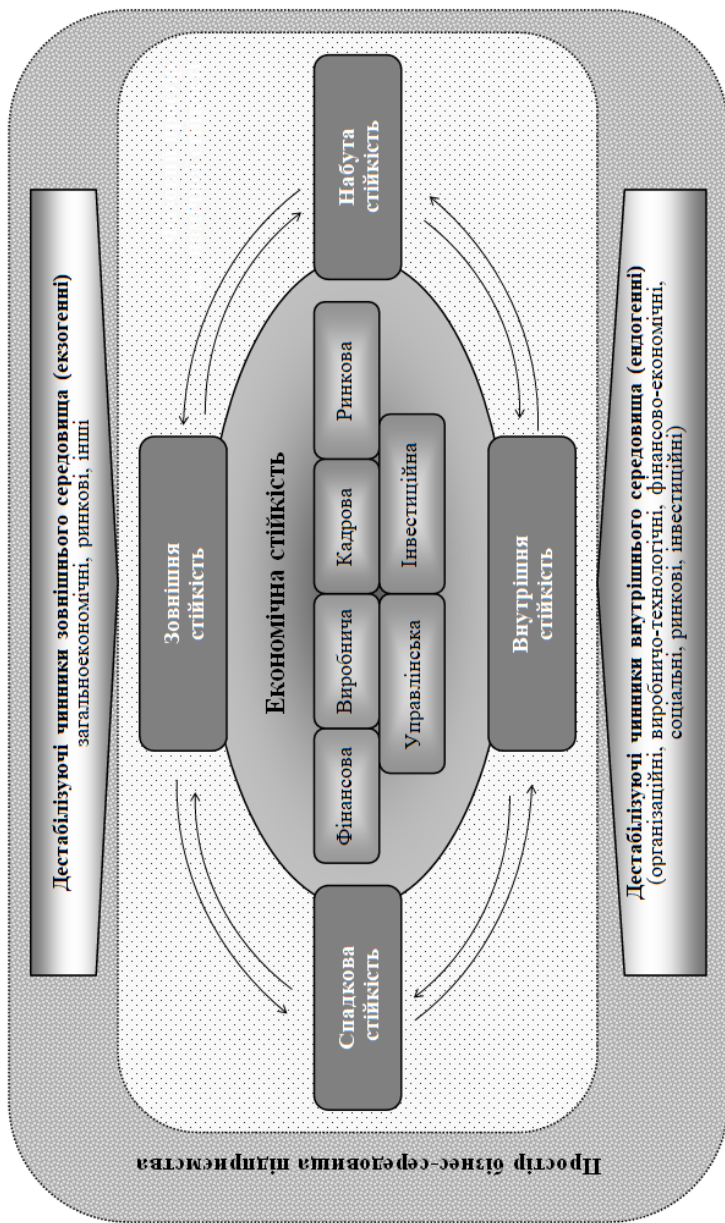 Простір бізнес-середовища підприємства
Дестабілізуючі чинники зовнішнього середовища (екзогенні)
загальноекономічні, ринкові, інші
Зовнішня
стійкість
Спадкова
стійкість
Економічна стійкість
Фінансова
Виробнича
Кадрова
Ринкова
Управлінська
Інвестиційна
Набута
стійкість
Внутрішня
стійкість
Дестабілізуючі чинники внутрішнього середовища (ендогенні)
(організаційні, виробничо-технологічні, фінансово-економічні,
соціальні, ринкові, інвестиційні)